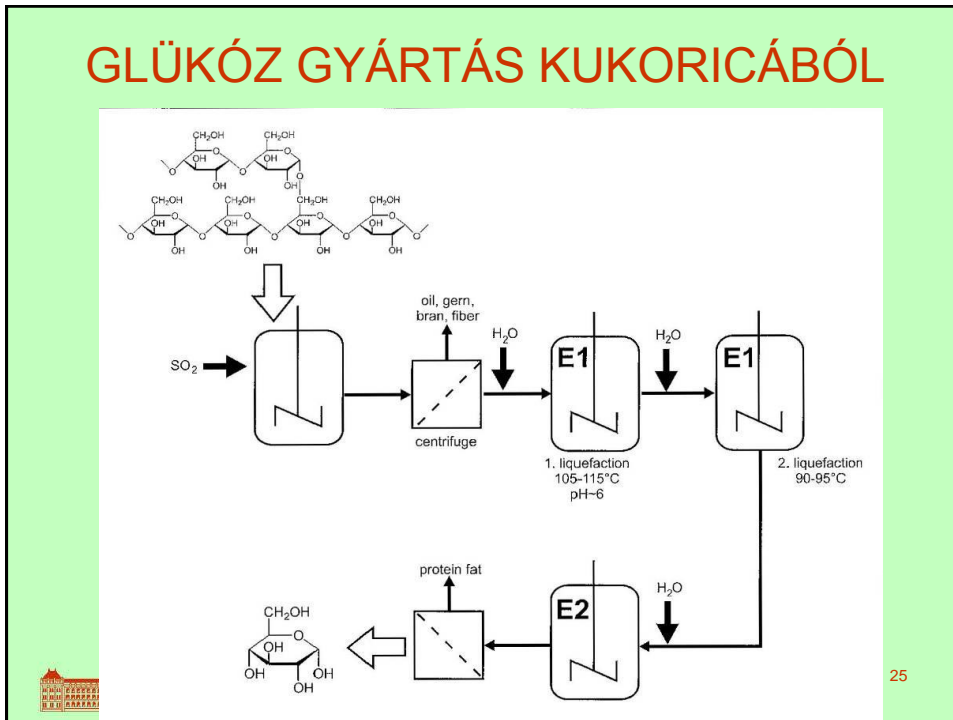 GLÜKÓZ GYÁRTÁS KUKORICÁBÓL
CH₂OH CH₂OH
O O
OH OH
O O O
OH OH
CH₂OH CH₂OH CH₂OH CH₂OH
O O O O
OH OH OH OH
O O O O O
OH OH OH OH
SO₂
oil, gern,
bran, fiber
centrifuge
H₂O
E1
1. liquefaction
105-115°C
pH~6
H₂O
E1
2. liquefaction
90-95°C
H₂O
E2
protein fat
CH₂OH
O
OH
OH OH
OH
25